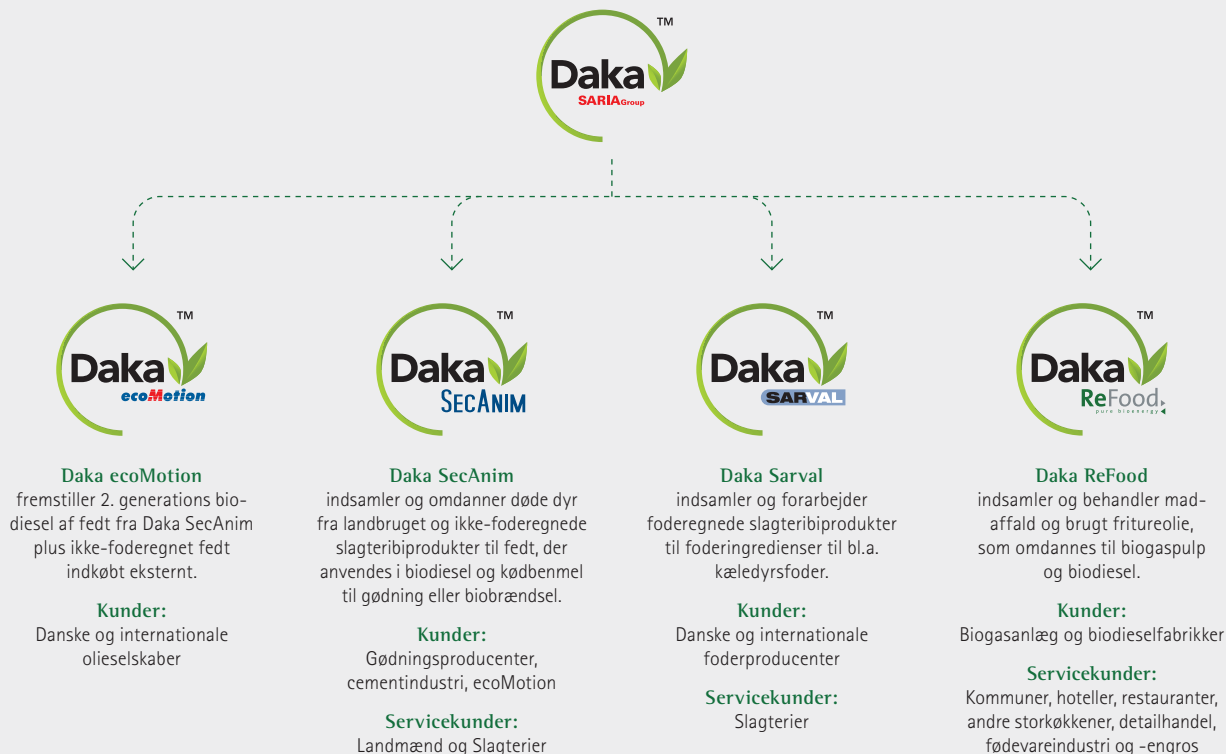 TM
Daka
SARIA Group
TM
Daka
ecoMotion
Daka ecoMotion
fremstiller 2. generations bio-
diesel af fedt fra Daka SecAnim
plus ikke-foderegnet fedt
indkøbt eksternt.
Kunder:
Danske og internationale
olieselskaber
TM
Daka
SECANIM
Daka SecAnim
indsamler og omdanner døde dyr
fra landbruget og ikke-foderegnede
slagteribiprodukter til fedt, der
anvendes i biodiesel og kødbenmel
til gødning eller biobrændsel.
Kunder:
Gødningsproducenter,
cementindustri, ecoMotion
Servicekunder:
Landmænd og Slagterier
TM
Daka
SARVAL
Daka Sarval
indsamler og forarbejder
foderegnede slagteribiprodukter
til foderingredienser til bl.a.
kæledyrsfoder.
Kunder:
Danske og internationale
foderproducenter
Servicekunder:
Slagterier
TM
Daka
ReFood
pure bioenergy
Daka ReFood
indsamler og behandler mad-
affald og brugt fritureolie,
som omdannes til biogaspulp
og biodiesel.
Kunder:
Biogasanlæg og biodieselfabrikker
Servicekunder:
Kommuner, hoteller, restauranter,
andre storkøkkener, detailhandel,
fødevareindustri og -engros